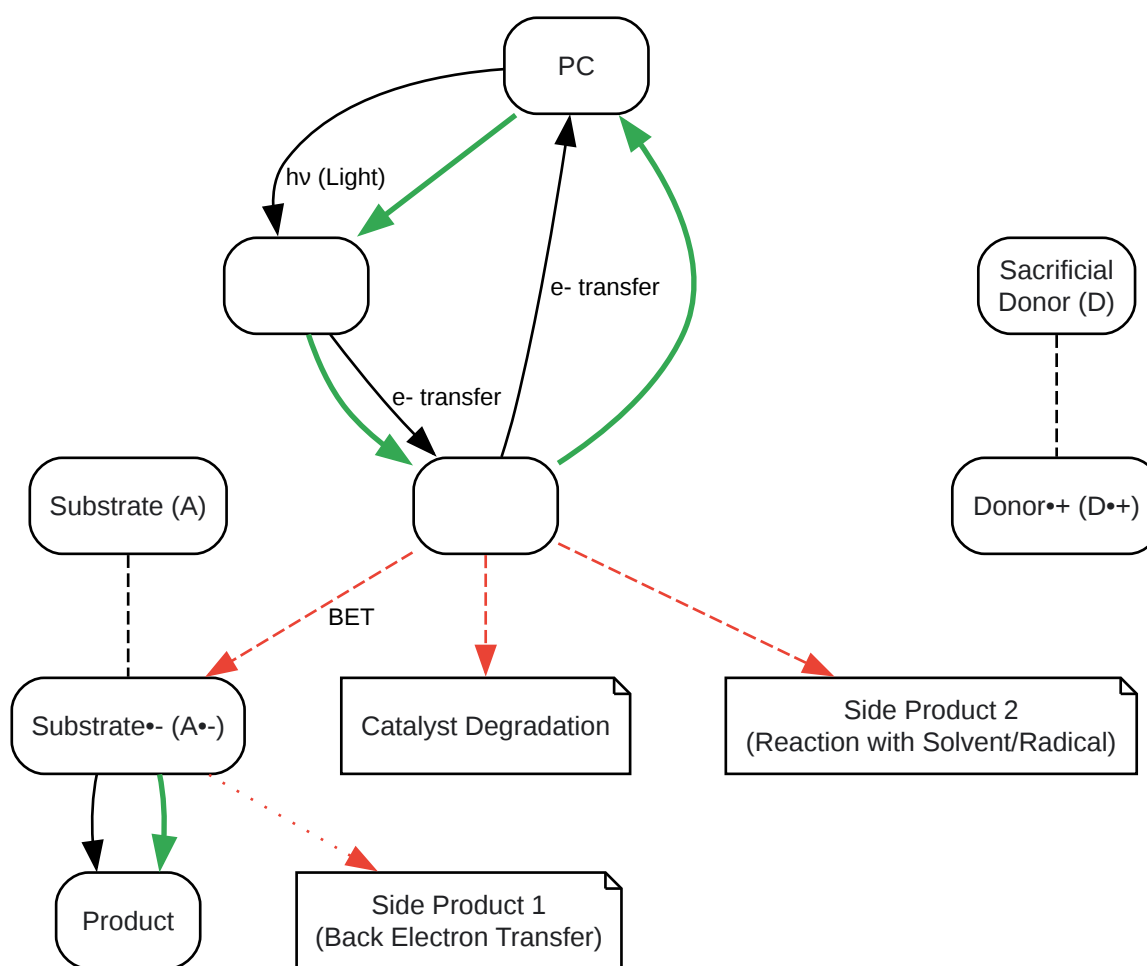 PC
hν (Light)
e- transfer
Sacrificial
Donor (D)
e- transfer
Substrate (A)
Donor•+ (D•+)
BET
Substrate•- (A•-)
Catalyst Degradation
Side Product 2
(Reaction with Solvent/Radical)
Product
Side Product 1
(Back Electron Transfer)